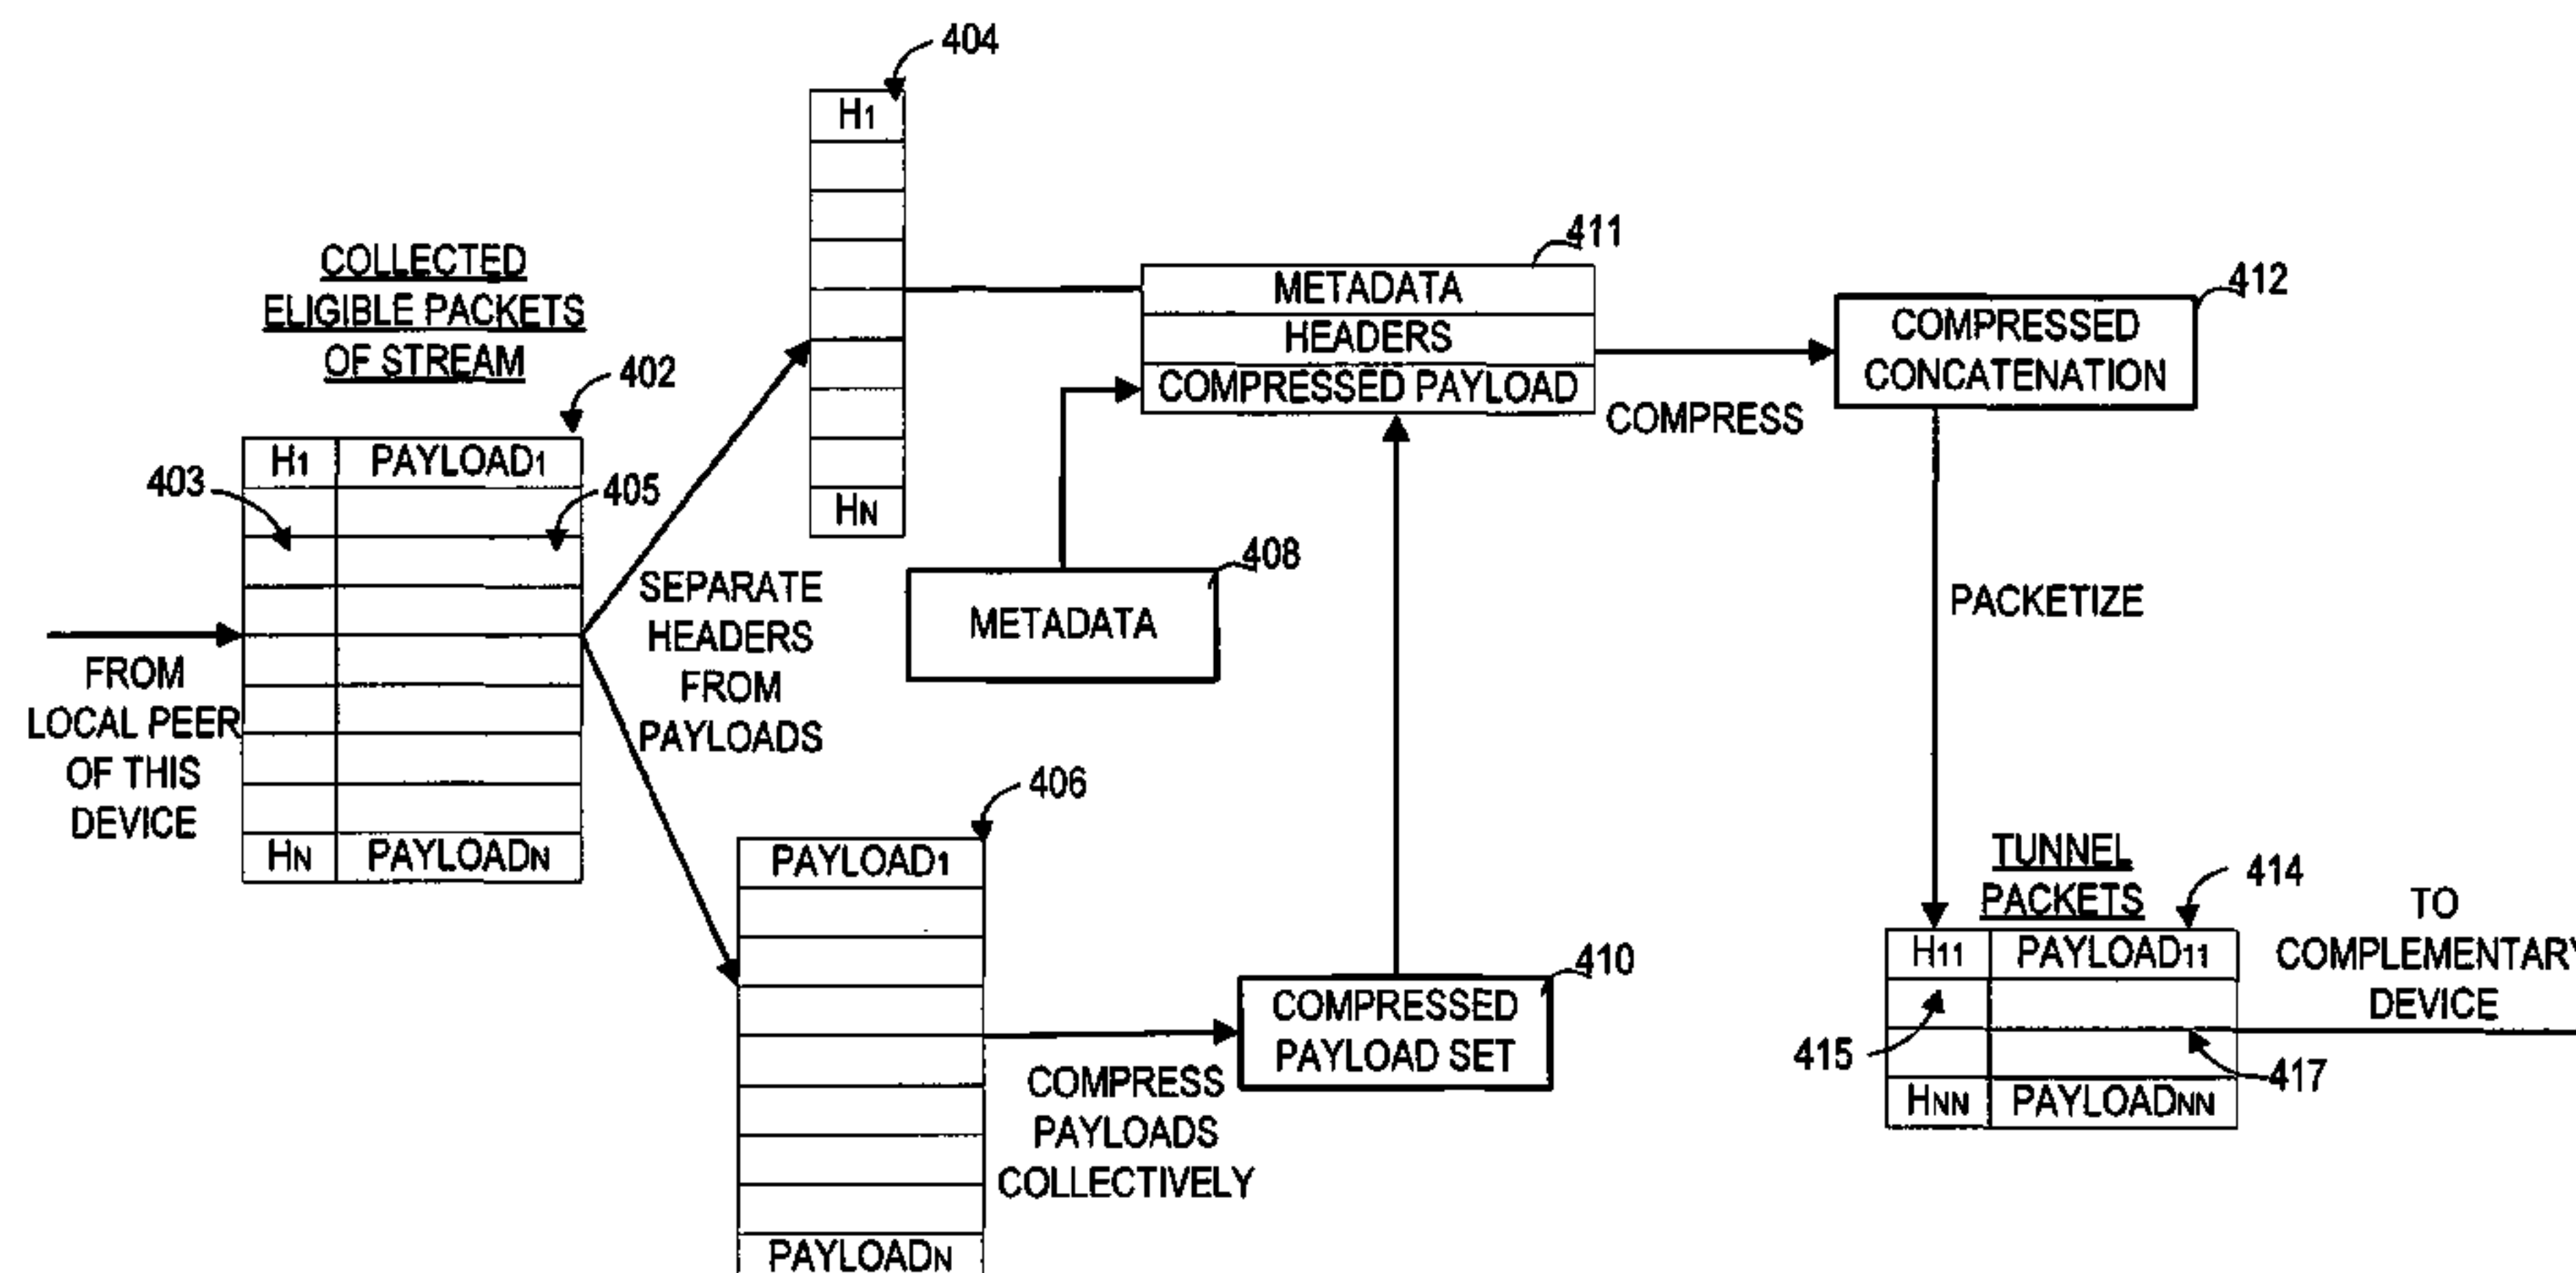 404
H1
HN
COLLECTED
ELIGIBLE PACKETS
OF STREAM
402
H1 PAYLOAD1
403
405
HN PAYLOADN
FROM
LOCAL PEER
OF THIS
DEVICE
SEPARATE
HEADERS
FROM
PAYLOADS
METADATA
408
411
METADATA
HEADERS
COMPRESSED PAYLOAD
COMPRESS
412
COMPRESSED
CONCATENATION
PACKETIZE
406
PAYLOAD1
PAYLOADN
COMPRESS
PAYLOADS
COLLECTIVELY
410
COMPRESSED
PAYLOAD SET
TUNNEL
PACKETS
414
H11 PAYLOAD11
415
417
HNN PAYLOADNN
TO
COMPLEMENTARY
DEVICE